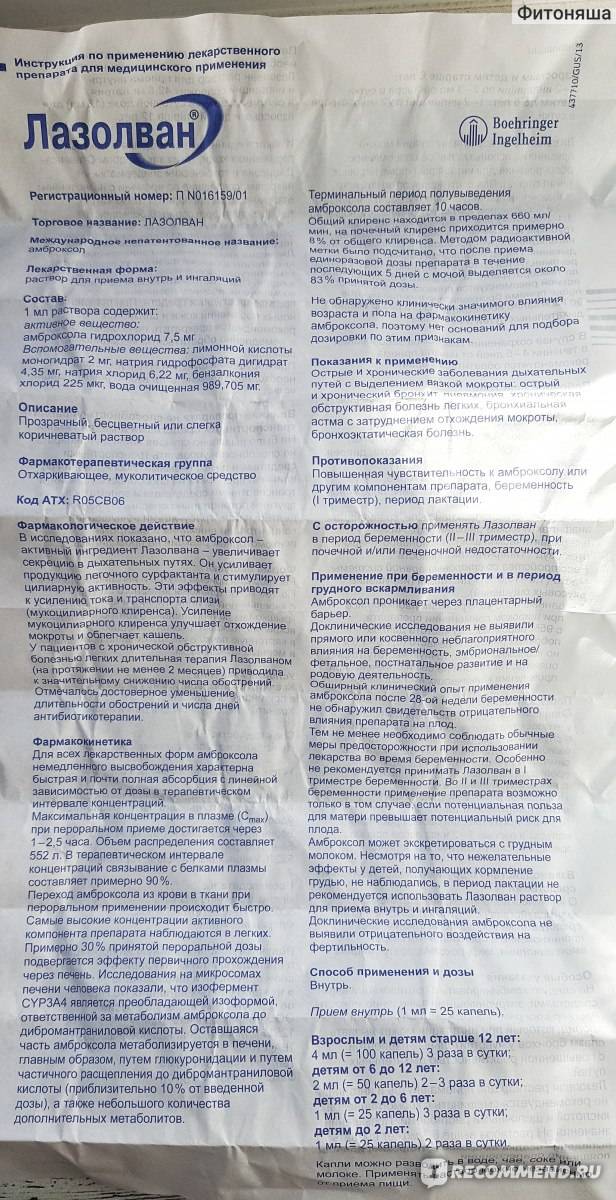 Фитоняша
Инструкция по применению лекарственного
препарата для медицинского применения
437710/GUS/13
Лазолван®
Boehringer
Ingelheim
Регистрационный номер: П N016159/01
Торговое название: ЛАЗОЛВАН
Международное непатентованное название:
амброксол
Лекарственная форма:
раствор для приема внутрь и ингаляций
Состав:
1 мл раствора содержит:
активное вещество:
амброксола гидрохлорид 7,5 мг
Вспомогательные вещества: лимонной кислоты
моногидрат 2 мг, натрия гидрофосфата дигидрат
4,35 мг, натрия хлорид 6,22 мг, бензалкония
хлорид 225 мкг, вода очищенная 989,705 мг.
Описание
Прозрачный, бесцветный или слегка
коричневатый раствор
Фармакотерапевтическая группа
Отхаркивающее, муколитическое средство
Код АТХ: R05CB06
Фармакологическое действие
В исследованиях показано, что амброксол –
активный ингредиент Лазолвана – увеличивает
секрецию в дыхательных путях. Он усиливает
продукцию легочного сурфактанта и стимулирует
цилиарную активность. Эти эффекты приводят
к усилению тока и транспорта слизи
(мукоцилиарного клиренса). Усиление
мукоцилиарного клиренса улучшает отхождение
мокроты и облегчает кашель.
У пациентов с хронической обструктивной
болезнью легких длительная терапия Лазолваном
(на протяжении не менее 2 месяцев) приводила
к значительному снижению числа обострений.
Отмечалось достоверное уменьшение
длительности обострений и числа дней
антибиотикотерапии.
Фармакокинетика
Для всех лекарственных форм амброксола
немедленного высвобождения характерна
быстрая и почти полная абсорбция с линейной
зависимостью от дозы в терапевтическом
интервале концентраций.
Максимальная концентрация в плазме (Cmax)
при пероральном приеме достигается через
1–2,5 часа. Объем распределения составляет
552 л. В терапевтическом интервале
концентраций связывание с белками плазмы
составляет примерно 90%.
Переход амброксола из крови в ткани при
пероральном применении происходит быстро.
Самые высокие концентрации активного
компонента препарата наблюдаются в легких.
Примерно 30% принятой пероральной дозы
подвергается эффекту первичного прохождения
через печень. Исследования на микросомах
печени человека показали, что изофермент
CYP3A4 является преобладающей изоформой,
ответственной за метаболизм амброксола до
дибромантраниловой кислоты. Оставшаяся
часть амброксола метаболизируется в печени,
главным образом, путем глюкуронидации и путем
частичного расщепления до дибромантраниловой
кислоты (приблизительно 10% от введенной
дозы), а также небольшого количества
дополнительных метаболитов.
Терминальный период полувыведения
амброксола составляет 10 часов.
Общий клиренс находится в пределах 660 мл/
мин, на почечный клиренс приходится примерно
8% от общего клиренса. Методом радиоактивной
метки было подсчитано, что после приема
единоразовой дозы препарата в течение
последующих 5 дней с мочой выделяется около
83% принятой дозы.
Не обнаружено клинически значимого влияния
возраста и пола на фармакокинетику
амброксола, поэтому нет оснований для подбора
дозировки по этим признакам.
Показания к применению
Острые и хронические заболевания дыхательных
путей с выделением вязкой мокроты: острый
и хронический бронхит, пневмония, хроническая
обструктивная болезнь легких, бронхиальная
астма с затруднением отхождения мокроты,
бронхоэктатическая болезнь.
Противопоказания
Повышенная чувствительность к амброксолу или
другим компонентам препарата, беременность
(I триместр), период лактации.
С осторожностью применять Лазолван
в период беременности (II–III триместр), при
почечной и/или печеночной недостаточности.
Применение при беременности и в период
грудного вскармливания
Амброксол проникает через плацентарный
барьер.
Доклинические исследования не выявили
прямого или косвенного неблагоприятного
влияния на беременность, эмбриональное/
фетальное, постнатальное развитие и на
родовую деятельность.
Обширный клинический опыт применения
амброксола после 28-ой недели беременности
не обнаружил свидетельств отрицательного
влияния препарата на плод.
Тем не менее необходимо соблюдать обычные
меры предосторожности при использовании
лекарства во время беременности. Особенно
не рекомендуется принимать Лазолван в I
триместре беременности. Во II и III триместрах
беременности применение препарата возможно
только в том случае, если потенциальная польза
для матери превышает потенциальный риск для
плода.
Амброксол может экскретироваться с грудным
молоком. Несмотря на то, что нежелательные
эффекты у детей, получающих кормление
грудью, не наблюдались, в период лактации не
рекомендуется использовать Лазолван раствор
для приема внутрь и ингаляций.
Доклинические исследования амброксола не
выявили отрицательного воздействия на
фертильность.
Способ применения и дозы
Внутрь.
Прием внутрь (1 мл = 25 капель).
Взрослым и детям старше 12 лет:
4 мл (= 100 капель) 3 раза в сутки;
детям от 6 до 12 лет:
2 мл (= 50 капель) 2–3 раза в сутки;
детям от 2 до 6 лет:
1 мл (= 25 капель) 3 раза в сутки;
детям до 2 лет:
1 мл (= 25 капель) 2 раза в сутки.
Капли можно разводить в воде, чае, соке или
молоке. Применять
от приема пищи.
IRECOMMEND.RU